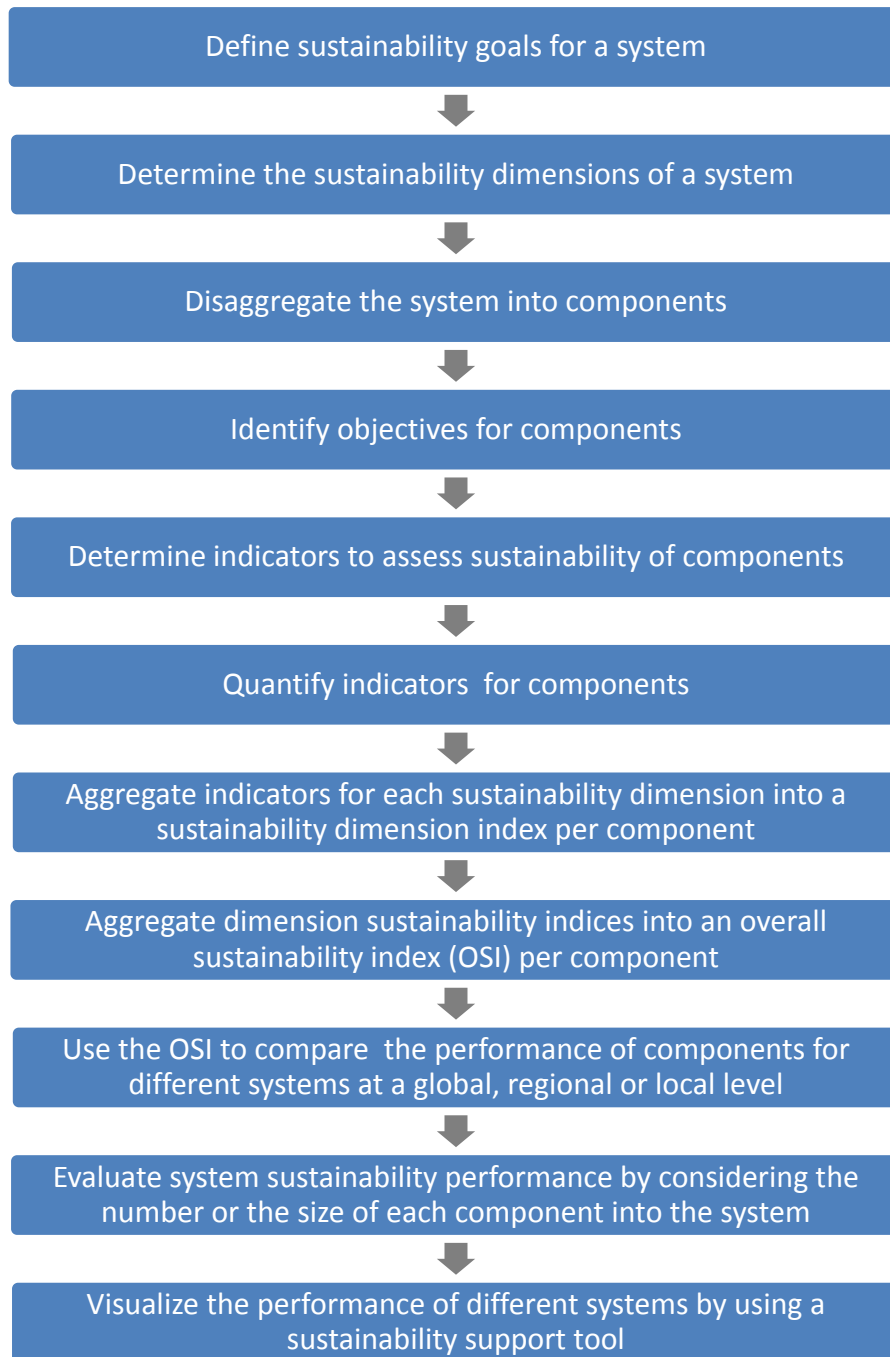 Define sustainability goals for a system
Determine the sustainability dimensions of a system
Disaggregate the system into components
Identify objectives for components
Determine indicators to assess sustainability of components
Quantify indicators  for components
Aggregate indicators for each sustainability dimension into a
sustainability dimension index per component
Aggregate dimension sustainability indices into an overall
sustainability index (OSI) per component
Use the OSI to compare  the performance of components for
different systems at a global, regional or local level
Evaluate system sustainability performance by considering the
number or the size of each component into the system
Visualize the performance of different systems by using a
sustainability support tool